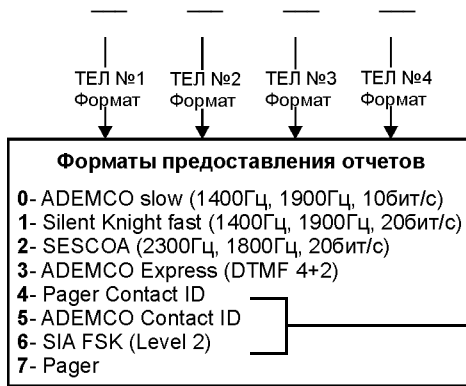 ТЕЛ №1 ТЕЛ №2 ТЕЛ №3 ТЕЛ №4
Формат Формат Формат Формат
Форматы предоставления отчетов
0- ADEMCO slow (1400Гц, 1900Гц, 10бит/с)
1- Silent Knight fast (1400Гц, 1900Гц, 20бит/с)
2- SESCOA (2300Гц, 1800Гц, 20бит/с)
3- ADEMCO Express (DTMF 4+2)
4- Pager Contact ID
5- ADEMCO Contact ID
6- SIA FSK (Level 2)
7- Pager